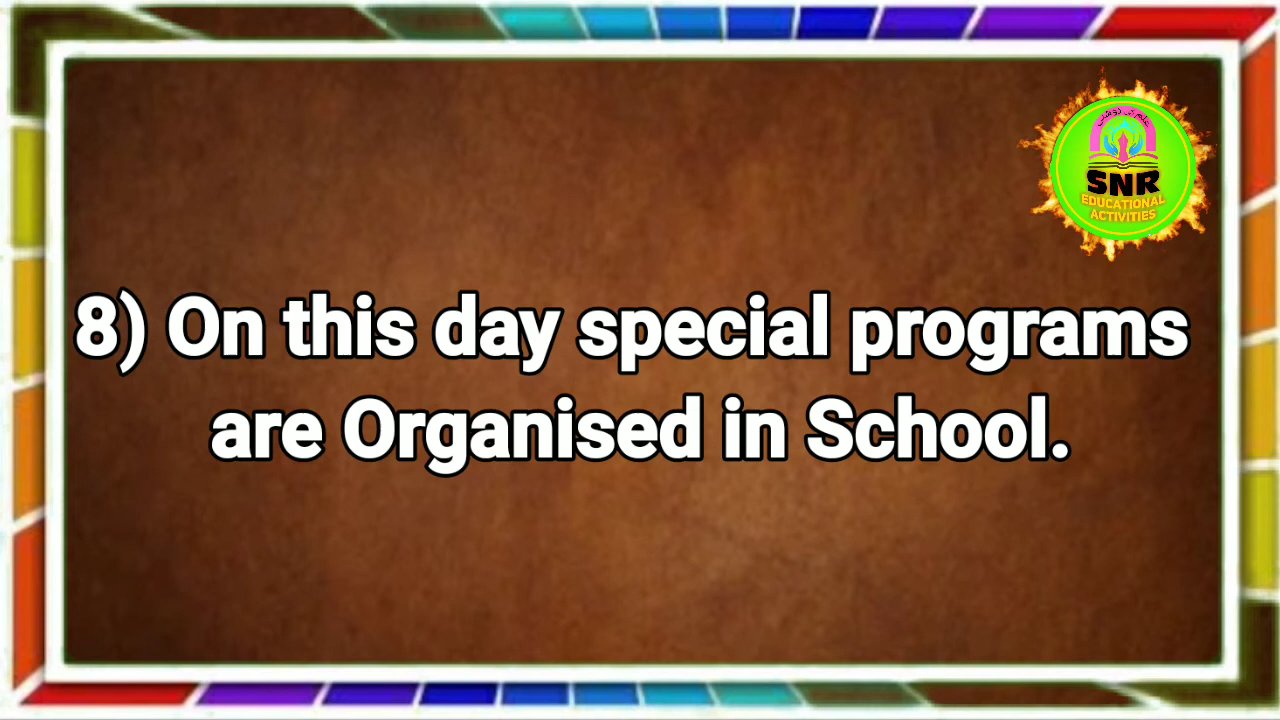 8) On this day special programs
are Organised in School.
SNR
EDUCATIONAL
ACTIVITIES